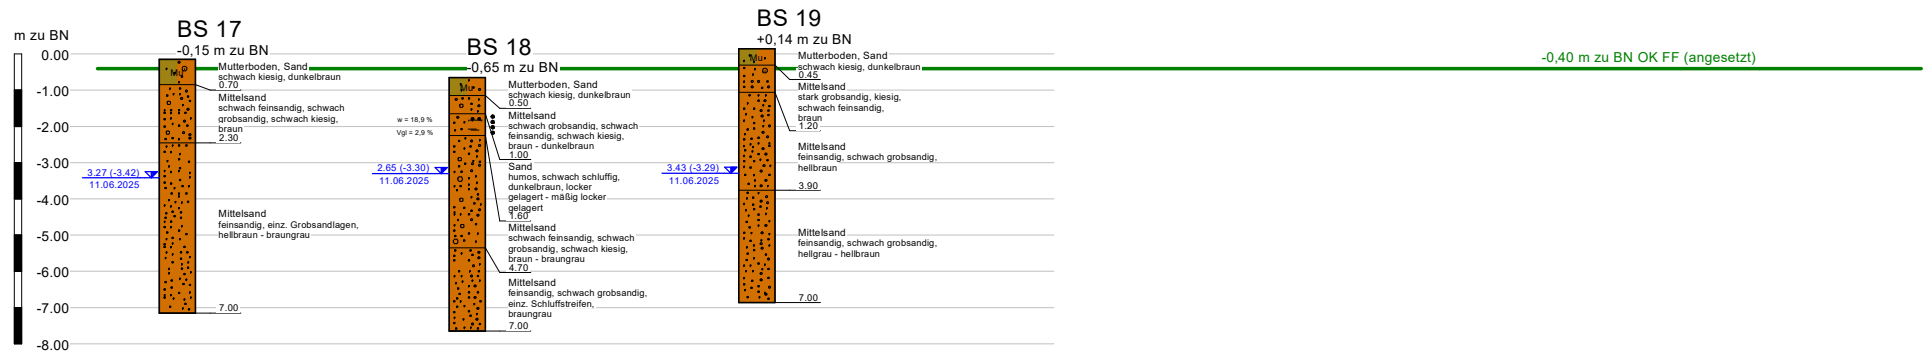 m zu BN
0.00
-1.00
-2.00
-3.00
-4.00
-5.00
-6.00
-7.00
-8.00
BS 17
-0,15 m zu BN
Mu
Mutterboden, Sand
schwach kiesig, dunkelbraun
0.70
Mittelsand
schwach feinsandig, schwach
grobsandig, schwach kiesig,
braun
2.30
3.27 (-3.42)
11.06.2025
Mittelsand
feinsandig, einz. Grobsandlagen,
hellbraun - braungrau
7.00
BS 18
-0,65 m zu BN
Mu
Mutterboden, Sand
schwach kiesig, dunkelbraun
0.50
w = 18,9 %
Vgl = 2,9 %
Mittelsand
schwach grobsandig, schwach
feinsandig, schwach kiesig,
braun - dunkelbraun
1.00
2.65 (-3.30)
11.06.2025
Sand
humos, schwach schluffig,
dunkelbraun, locker
gelagert - mäßig locker
gelagert
1.60
Mittelsand
schwach feinsandig, schwach
grobsandig, schwach kiesig,
braun - braungrau
4.70
Mittelsand
feinsandig, schwach grobsandig,
einz. Schluffstreifen,
braungrau
7.00
BS 19
+0,14 m zu BN
Mu
Mutterboden, Sand
schwach kiesig, dunkelbraun
0.45
Mittelsand
stark grobsandig, kiesig,
schwach feinsandig,
braun
1.20
3.43 (-3.29)
11.06.2025
Mittelsand
feinsandig, schwach grobsandig,
hellbraun
3.90
Mittelsand
feinsandig, schwach grobsandig,
hellgrau - hellbraun
7.00
-0,40 m zu BN OK FF (angesetzt)